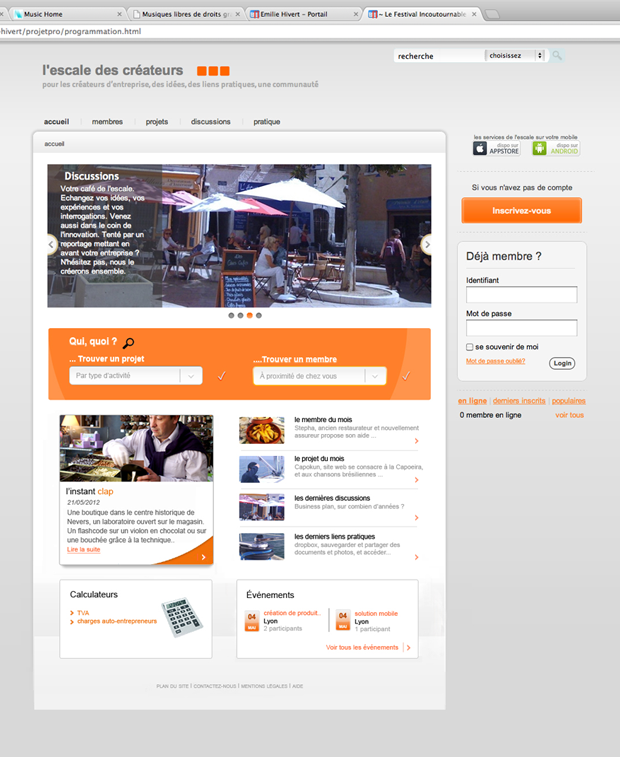 Music Home
Musiques libres de droits gr
Emilie Hivert – Portail
~ Le Festival Incoutournable
hivert/projetpro/programmation.html
recherche
choisissez
l'escale des créateurs
pour les créateurs d'entreprise, des idées, des liens pratiques, une communauté
accueil
membres
projets
discussions
pratique
accueil
les services de l'escale sur votre mobile
dispo sur
APPSTORE
dispo sur
ANDROID
Si vous n'avez pas de compte
Inscrivez-vous
Discussions
Votre café de l'escale.
Echangez vos idées, vos
expériences et vos
interrogations. Venez
aussi dans le coin de
l'innovation. Tenté par un
reportage mettant en
avant votre entreprise ?
N'hésitez pas, nous le
créerons ensemble.
Déjà membre ?
Identifiant
Mot de passe
se souvenir de moi
Mot de passe oublié?
Login
en ligne | derniers inscrits | populaires
0 membre en ligne
voir tous
Qui, quoi ?
... Trouver un projet
Par type d'activité
....Trouver un membre
À proximité de chez vous
l'instant clap
21/05/2012
Une boutique dans le centre historique de
Nevers, un laboratoire ouvert sur le magasin.
Un flashcode sur un violon en chocolat ou sur
une bouchée grâce à la technique..
Lire la suite
le membre du mois
Stepha, ancien restaurateur et nouvellement
assureur propose son aide ...
le projet du mois
Capokun, site web se consacre à la Capoeira,
et aux chansons brésiliennes ...
les dernières discussions
Business plan, sur combien d'années ?
les derniers liens pratiques
dropbox, sauvegarder et partager des
documents et photos, et accéder...
Calculateurs
TVA
charges auto-entrepreneurs
Évènements
04
création de produit..
Lyon
2 participants
04
solution mobile
Lyon
1 participant
Voir tous les évènements
PLAN DU SITE | CONTACTEZ-NOUS | MENTIONS LÉGALES | AIDE